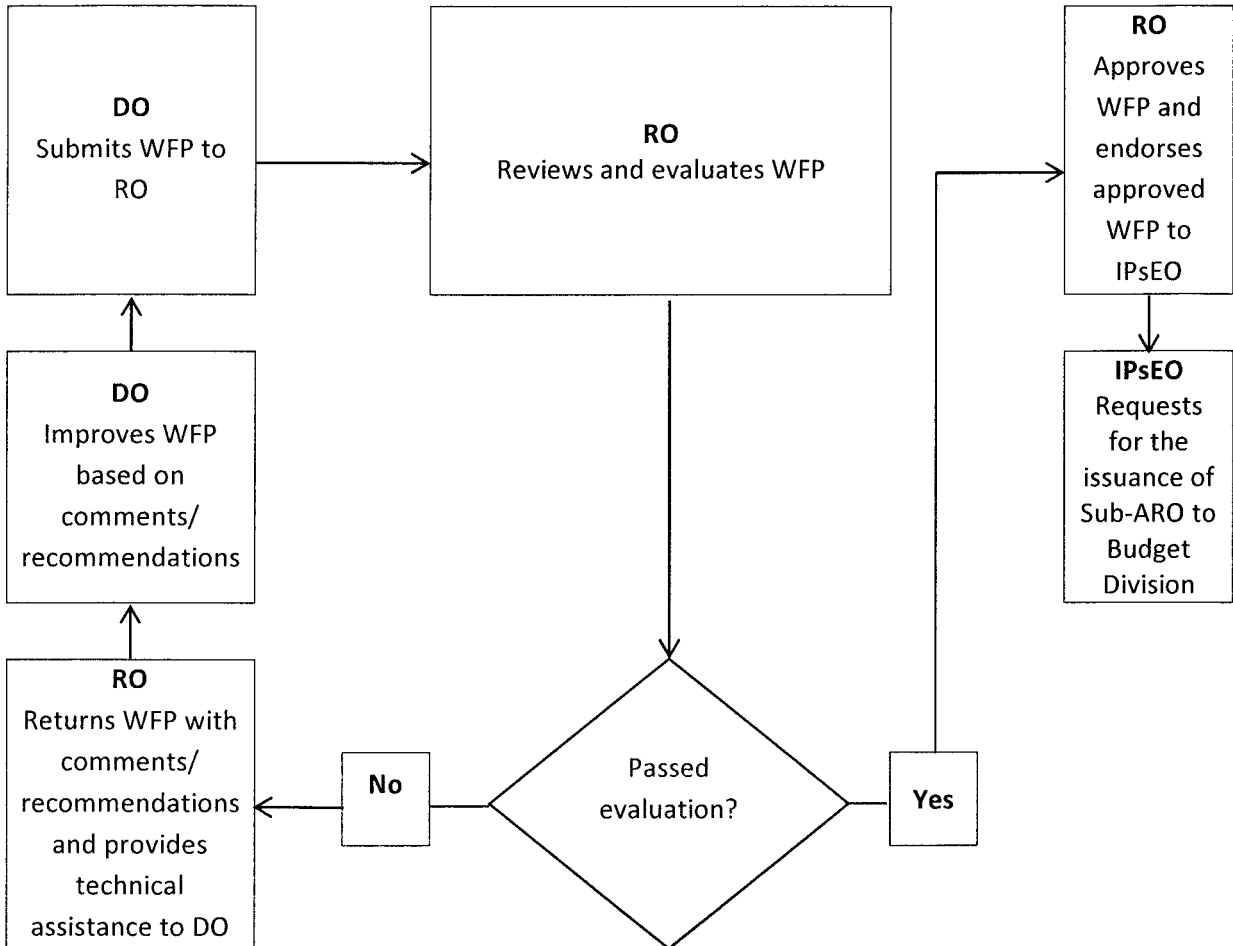 DO
Submits WFP to
RO
RO
Reviews and evaluates WFP
RO
Approves
WFP and
endorses
approved
WFP to
IPsEO
DO
Improves WFP
based on
comments/
recommendations
IPsEO
Requests
for the
issuance of
Sub-ARO to
Budget
Division
RO
Returns WFP with
comments/
recommendations
and provides
technical
assistance to DO
No
Passed
evaluation?
Yes